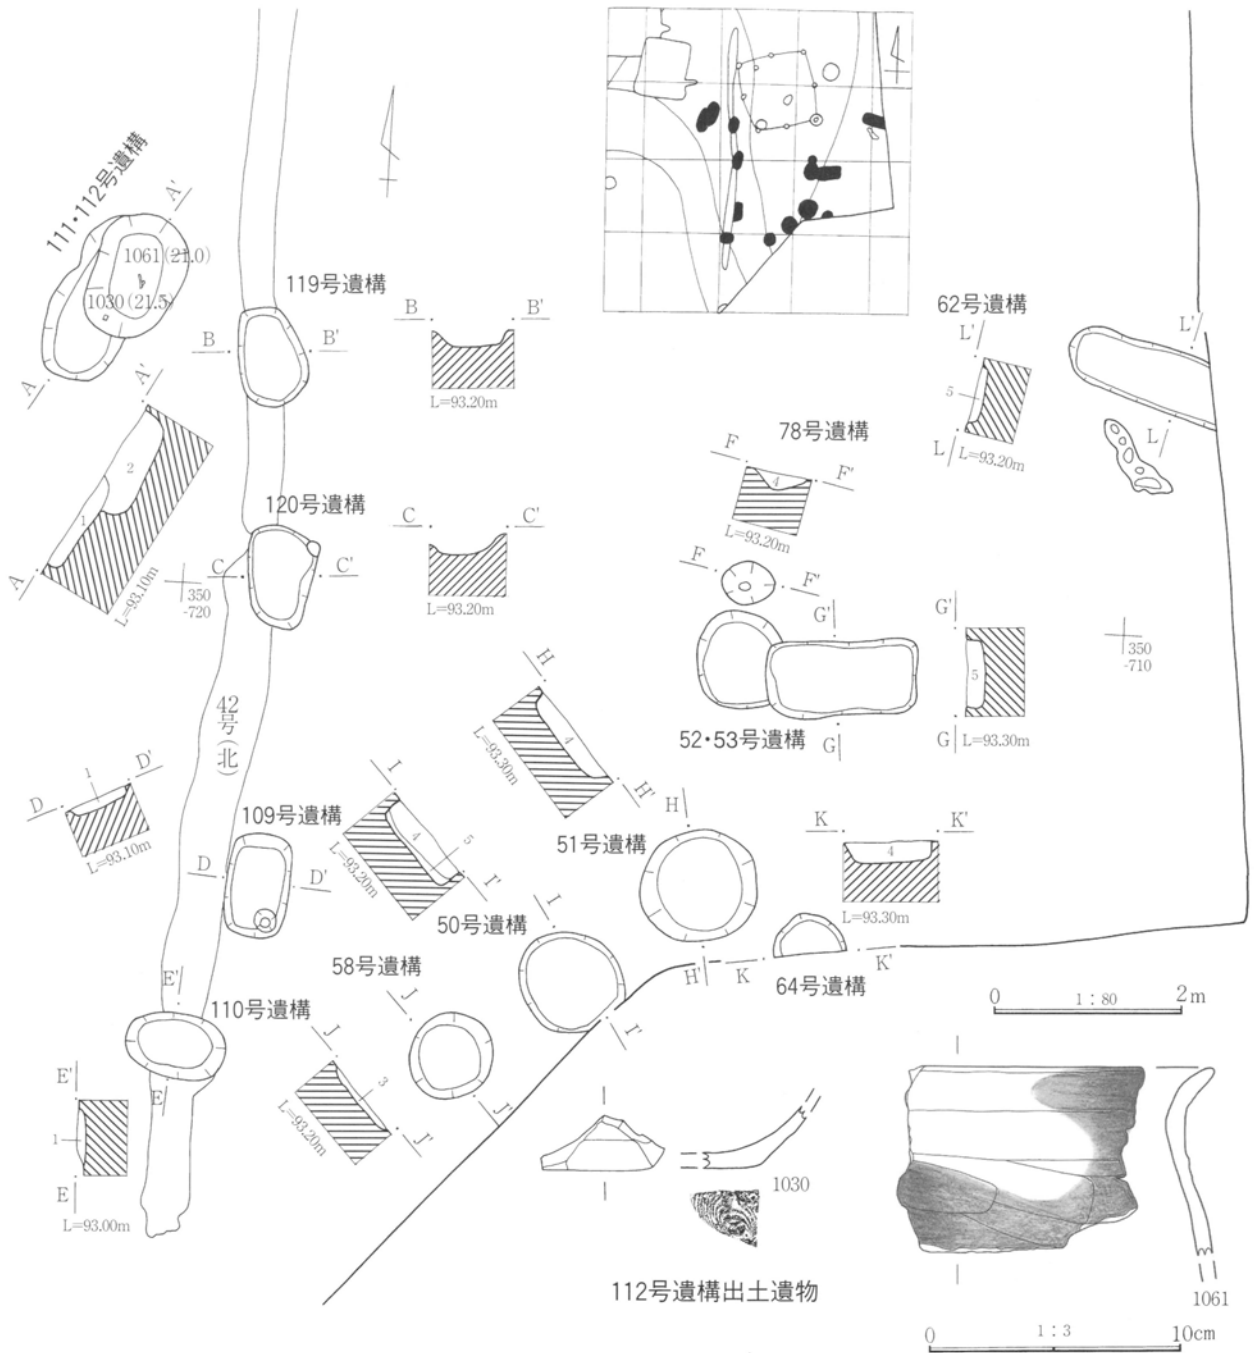 111・112号遺構
A'
1061(21.0)
1030(21.5)
A
A'
2
1
A
L=93.10m
119号遺構
B
B'
B
B'
L=93.20m
120号遺構
C
C'
350
-720
C
C'
L=93.20m
62号遺構
L'
L'
5
L
L
L=93.20m
78号遺構
F
F'
4
L=93.20m
F
F'
G'
G
52・53号遺構
G'
5
G
L=93.30m
350
-710
42号(北)
H
4
L=93.30m
H'
51号遺構
H
H'
D
1
D'
L=93.10m
109号遺構
D
D'
I
4
5
L=93.20m
I'
50号遺構
I
I'
K
K'
4
L=93.30m
K
K'
64号遺構
58号遺構
J
J'
J
3
L=93.20m
J'
E'
110号遺構
E
E'
1
E
L=93.00m
0
1:80
2m
1030
1061
112号遺構出土遺物
0
1:3
10cm